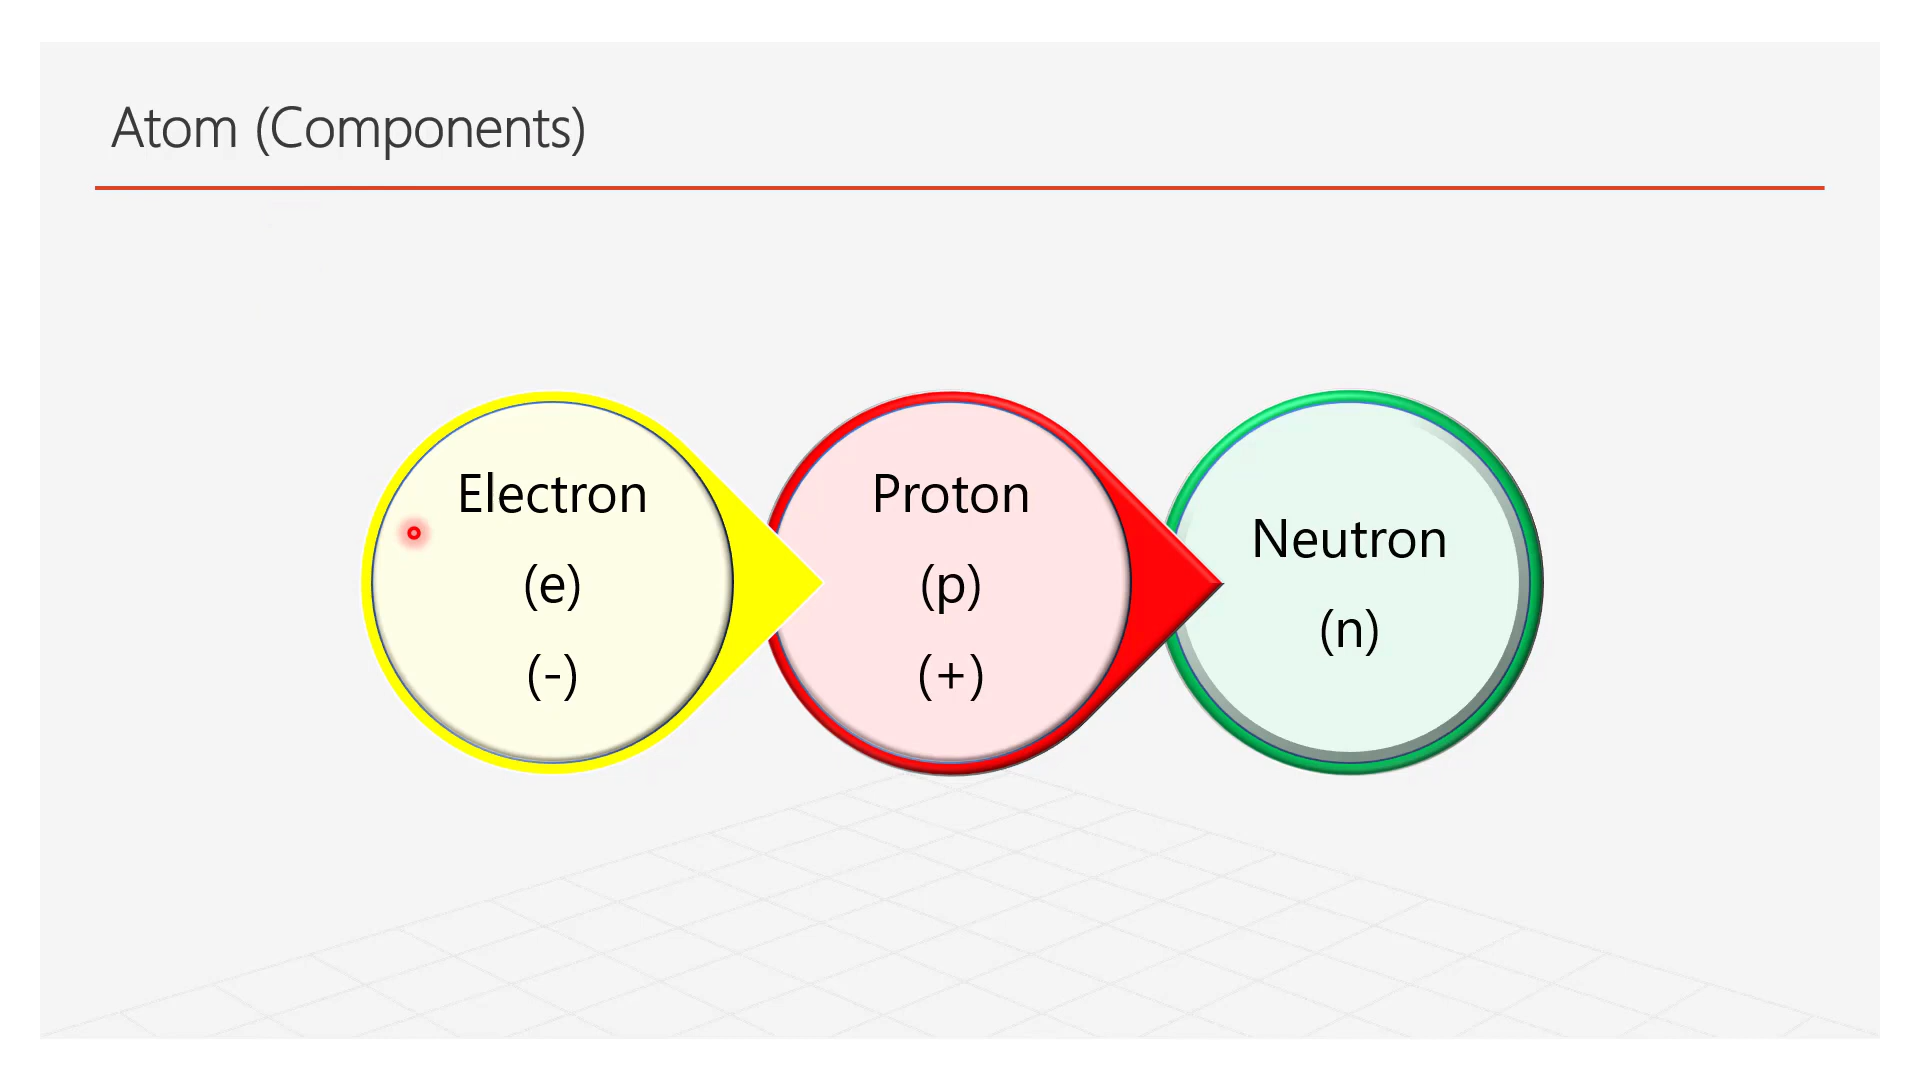 Atom (Components)
Electron
(e)
(-)
Proton
(p)
(+)
Neutron
(n)